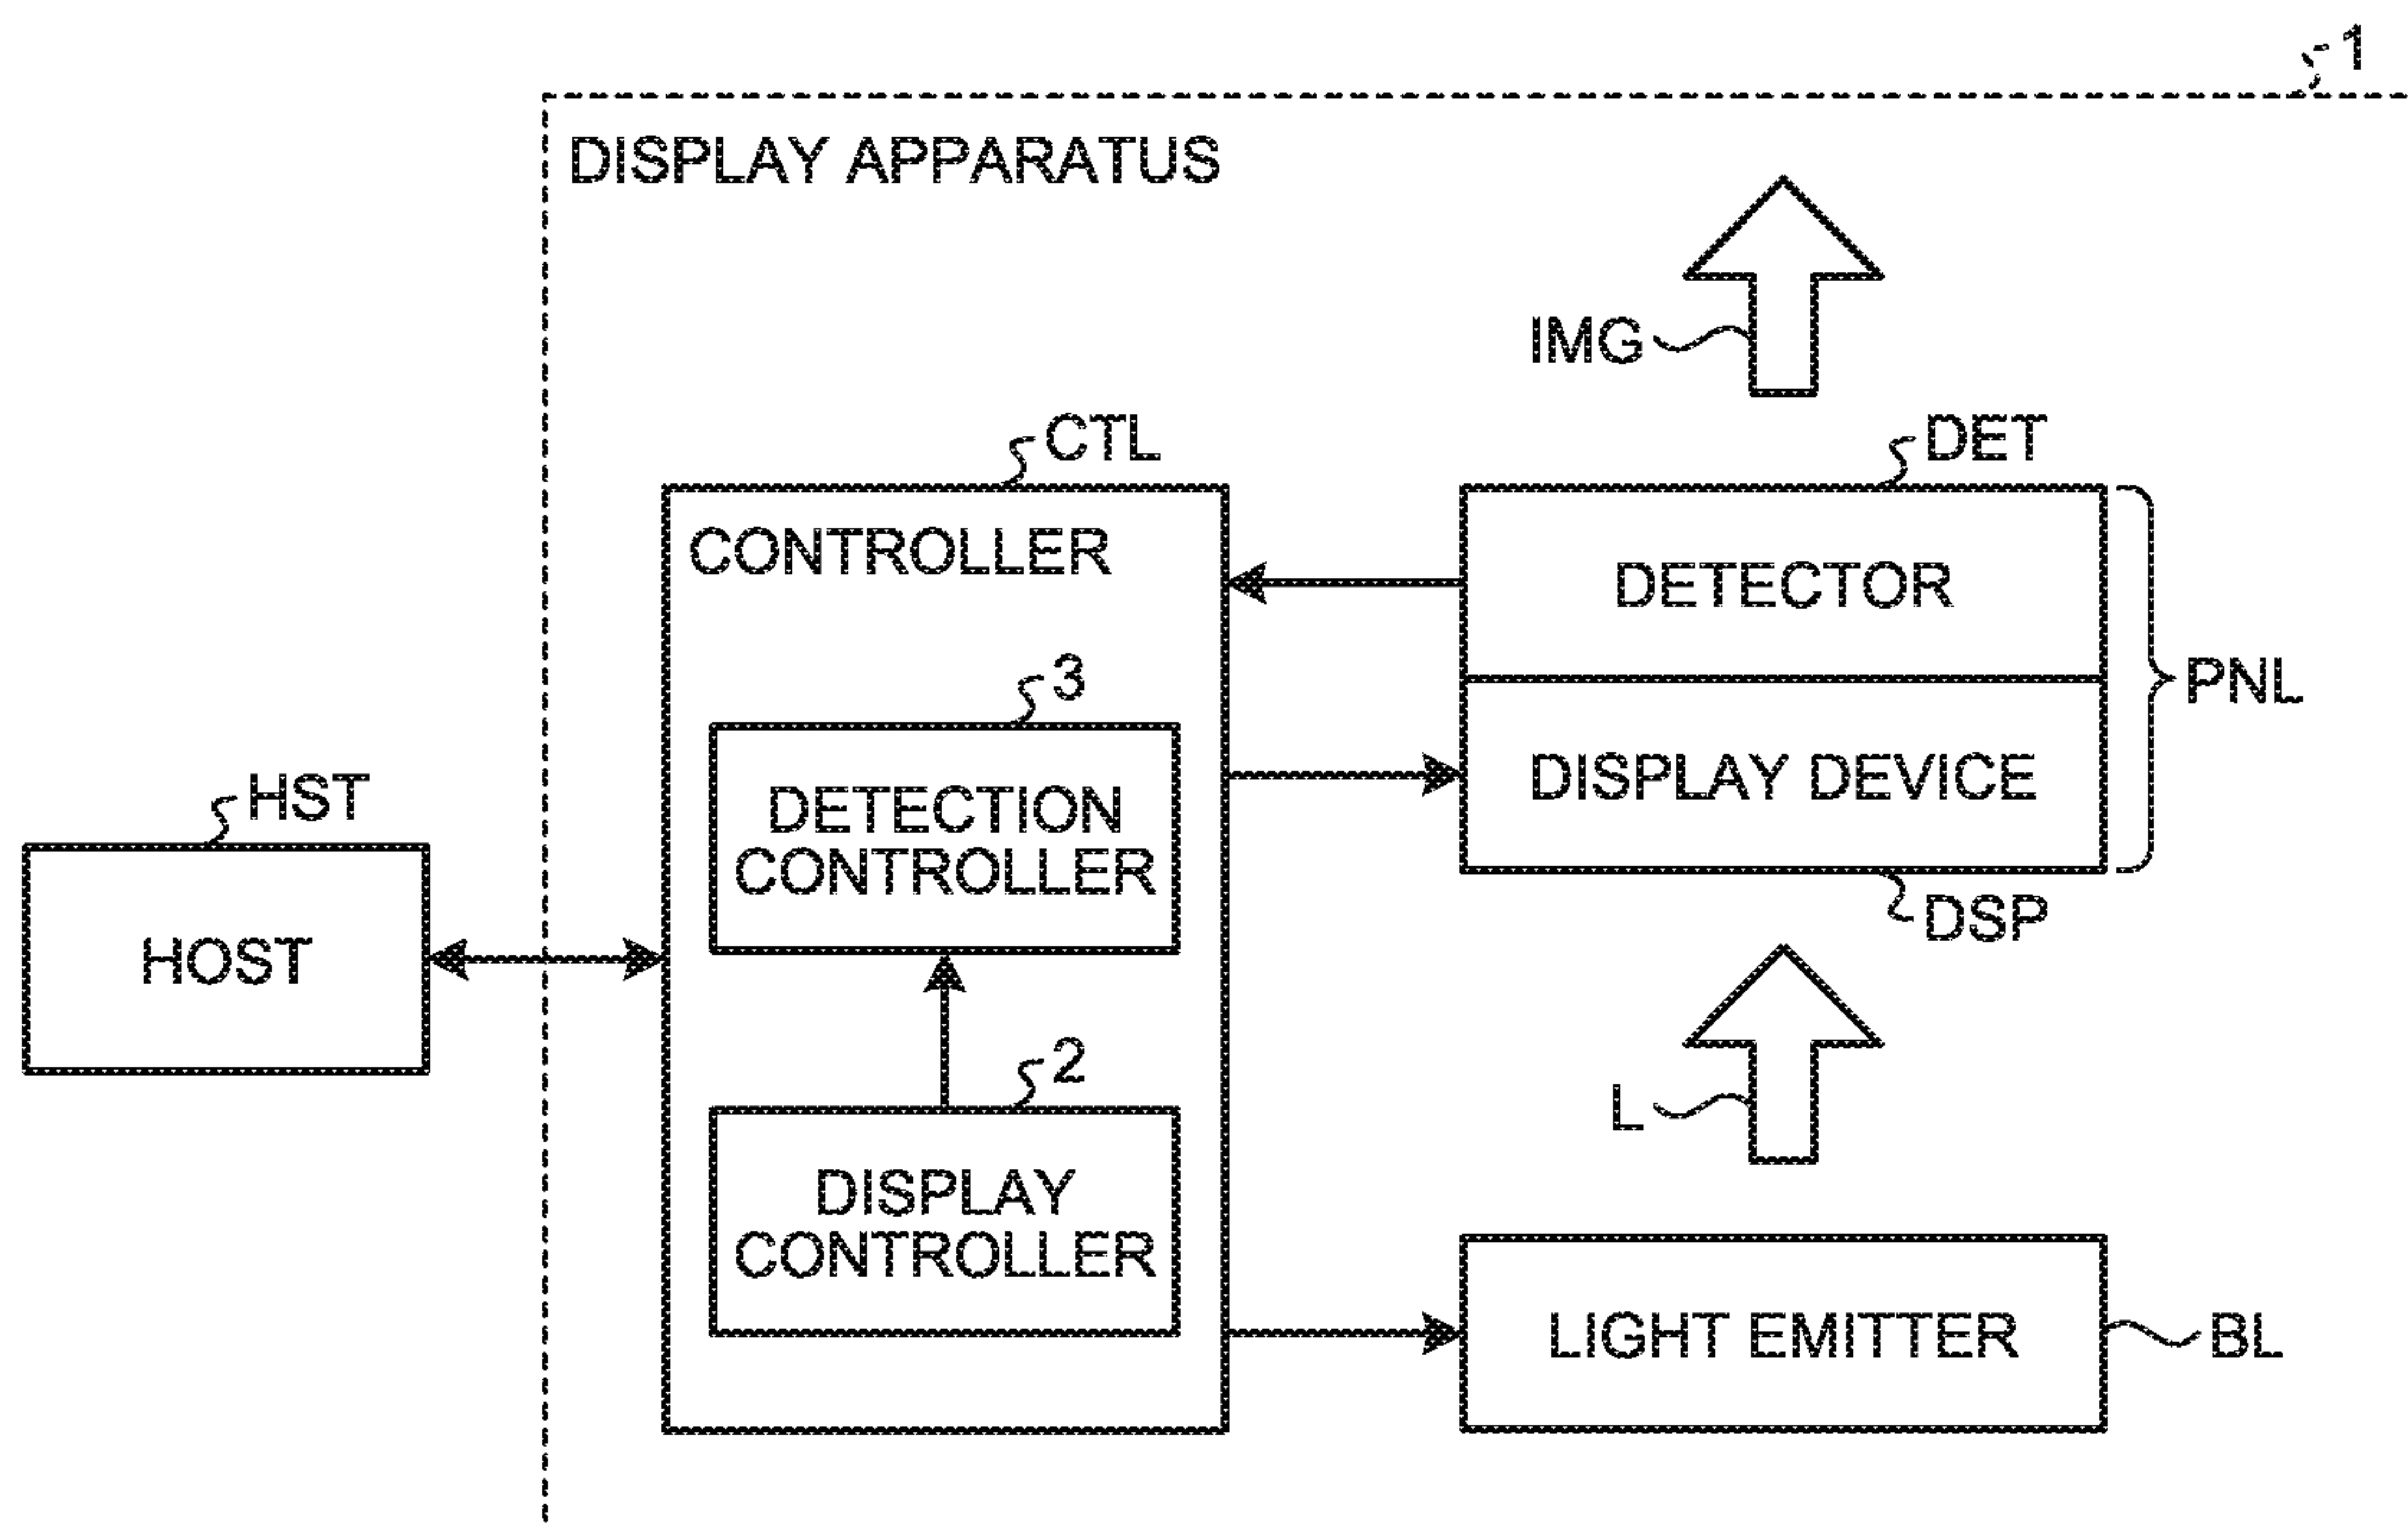 1
DISPLAY APPARATUS
IMG
CTL
DET
CONTROLLER
DETECTOR
3
PNL
HST
DETECTION
CONTROLLER
DISPLAY DEVICE
DSP
HOST
2
L
DISPLAY
CONTROLLER
LIGHT EMITTER
BL